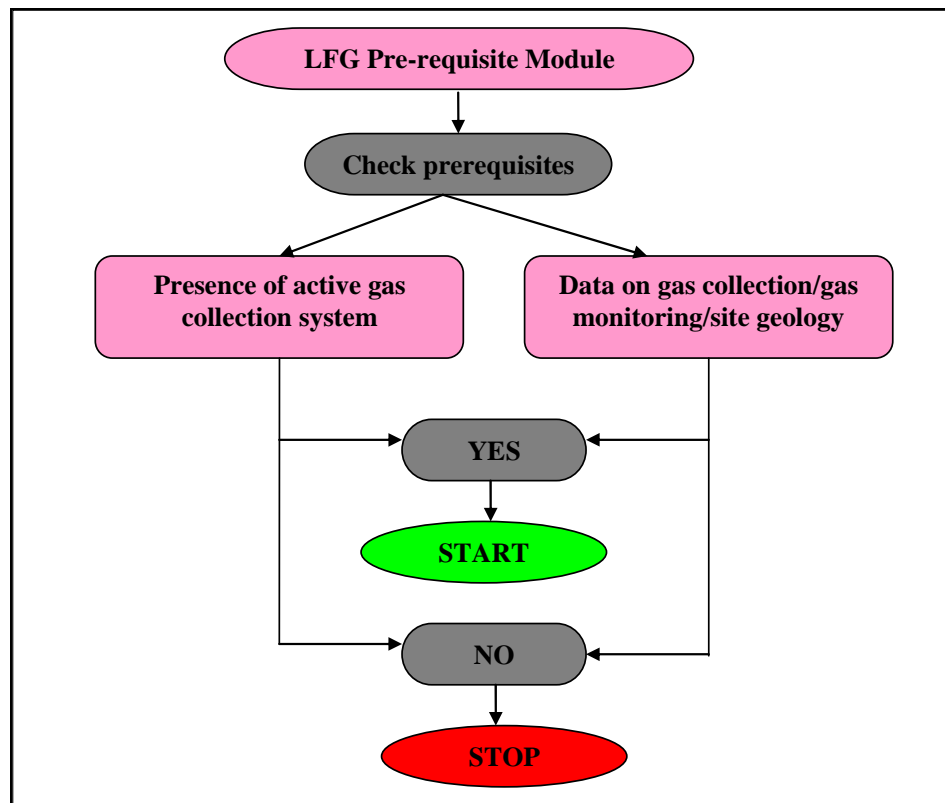 LFG Pre-requisite Module
Check prerequisites
Presence of active gas
collection system
Data on gas collection/gas
monitoring/site geology
YES
START
NO
STOP